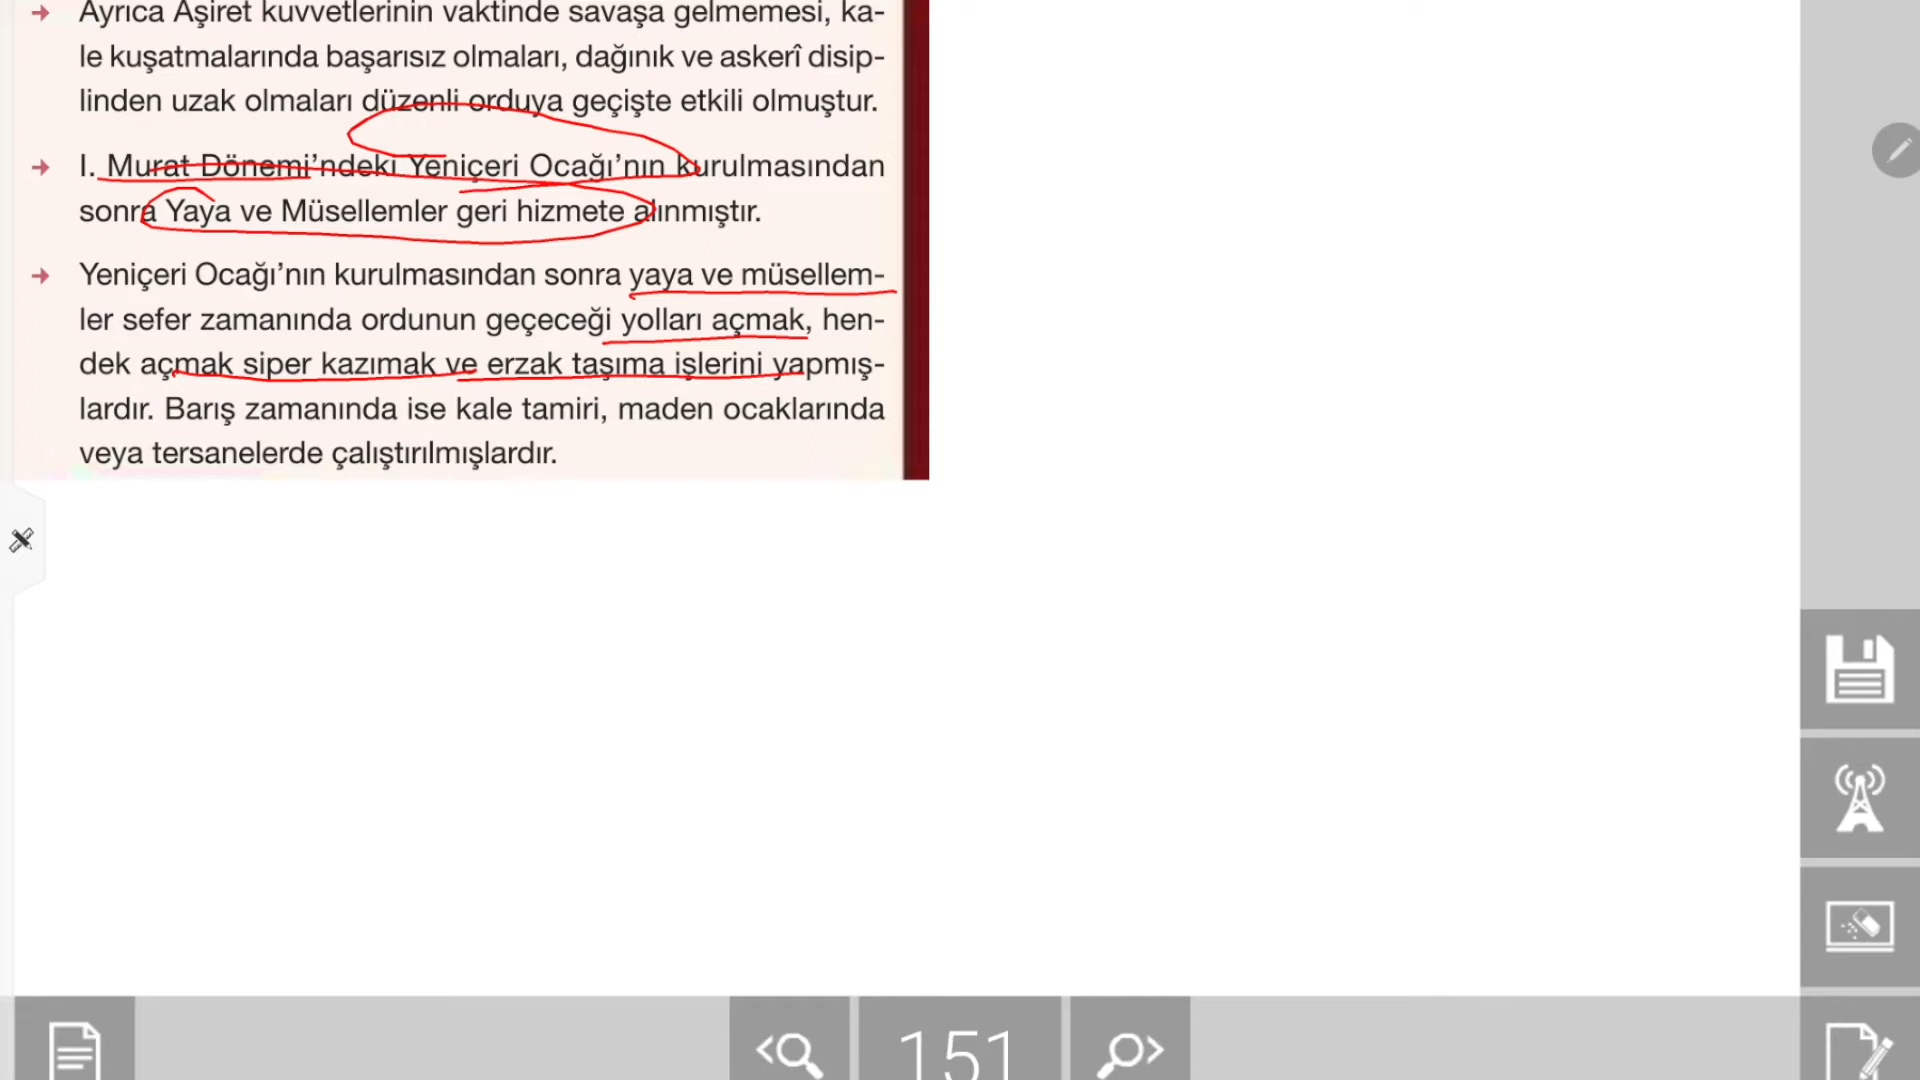 Ayrıca Aşiret kuvvetlerinin vaktinde savaşa gelmemesi, ka-
le kuşatmalarında başarısız olmaları, dağınık ve askerî disip-
linden uzak olmaları düzenli orduya geçişte etkili olmuştur.
I. Murat Dönemi’ndeki Yeniçeri Ocağı’nın kurulmasından
sonra Yaya ve Müsellemler geri hizmete alınmıştır.
Yeniçeri Ocağı’nın kurulmasından sonra yaya ve müsellem-
ler sefer zamanında ordunun geçeceği yolları açmak, hen-
dek açmak siper kazımak ve erzak taşıma işlerini yapmış-
lardır. Barış zamanında ise kale tamiri, maden ocaklarında
veya tersanelerde çalıştırılmışlardır.
151